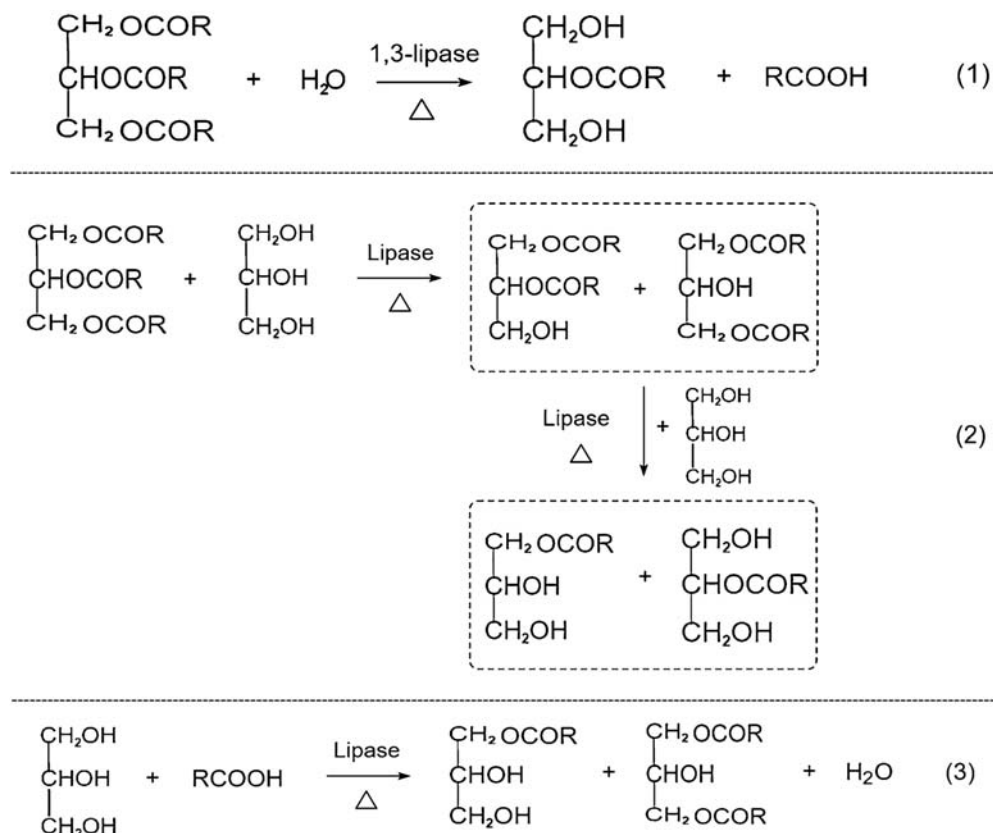 CH₂OCOR
CHOCOR + H₂O 1,3-lipase △ CH₂OH
CH₂OCOR
CHOCOR + RCOOH (1)
CH₂OH
CH₂OCOR
CHOCOR
CH₂OCOR
+
CH₂OH
CHOH
CH₂OH
Lipase
△
CH₂OCOR
CHOCOR
CH₂OH
+
CH₂OCOR
CHOH
CH₂OCOR
Lipase
△
+
CH₂OH
CHOH
CH₂OH
(2)
CH₂OCOR
CHOH
CH₂OH
+
CH₂OH
CHOCOR
CH₂OH
CH₂OH
CHOH
CH₂OH
+
RCOOH
Lipase
△
CH₂OCOR
CHOH
CH₂OH
+
CH₂OCOR
CHOH
CH₂OCOR
+
H₂O
(3)